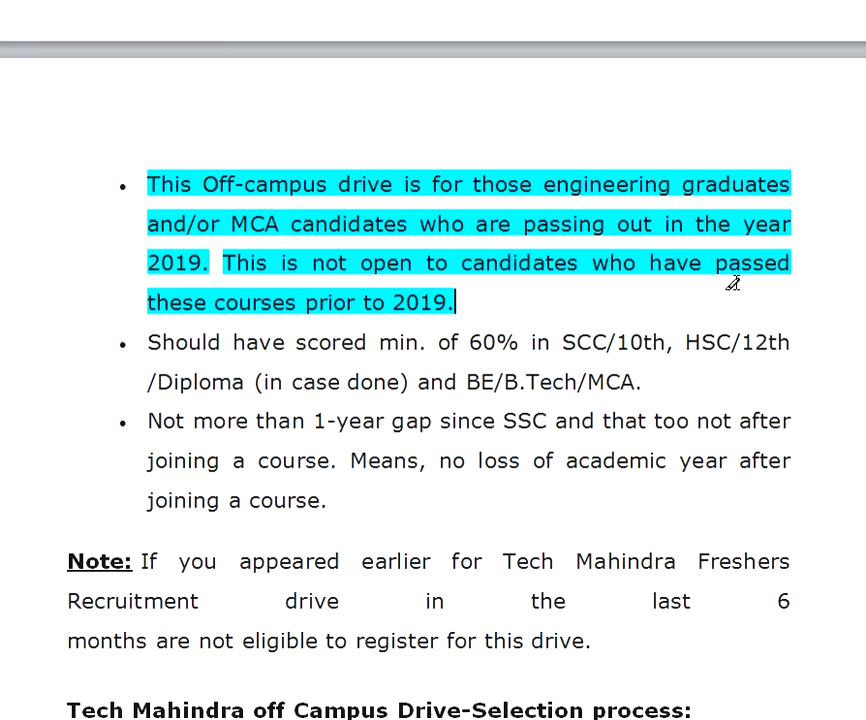 • This Off-campus drive is for those engineering graduates
and/or MCA candidates who are passing out in the year
2019. This is not open to candidates who have passed
these courses prior to 2019.
• Should have scored min. of 60% in SCC/10th, HSC/12th
/Diploma (in case done) and BE/B.Tech/MCA.
• Not more than 1-year gap since SSC and that too not after
joining a course. Means, no loss of academic year after
joining a course.
Note: If you appeared earlier for Tech Mahindra Freshers
Recruitment drive in the last 6
months are not eligible to register for this drive.
Tech Mahindra off Campus Drive-Selection process: